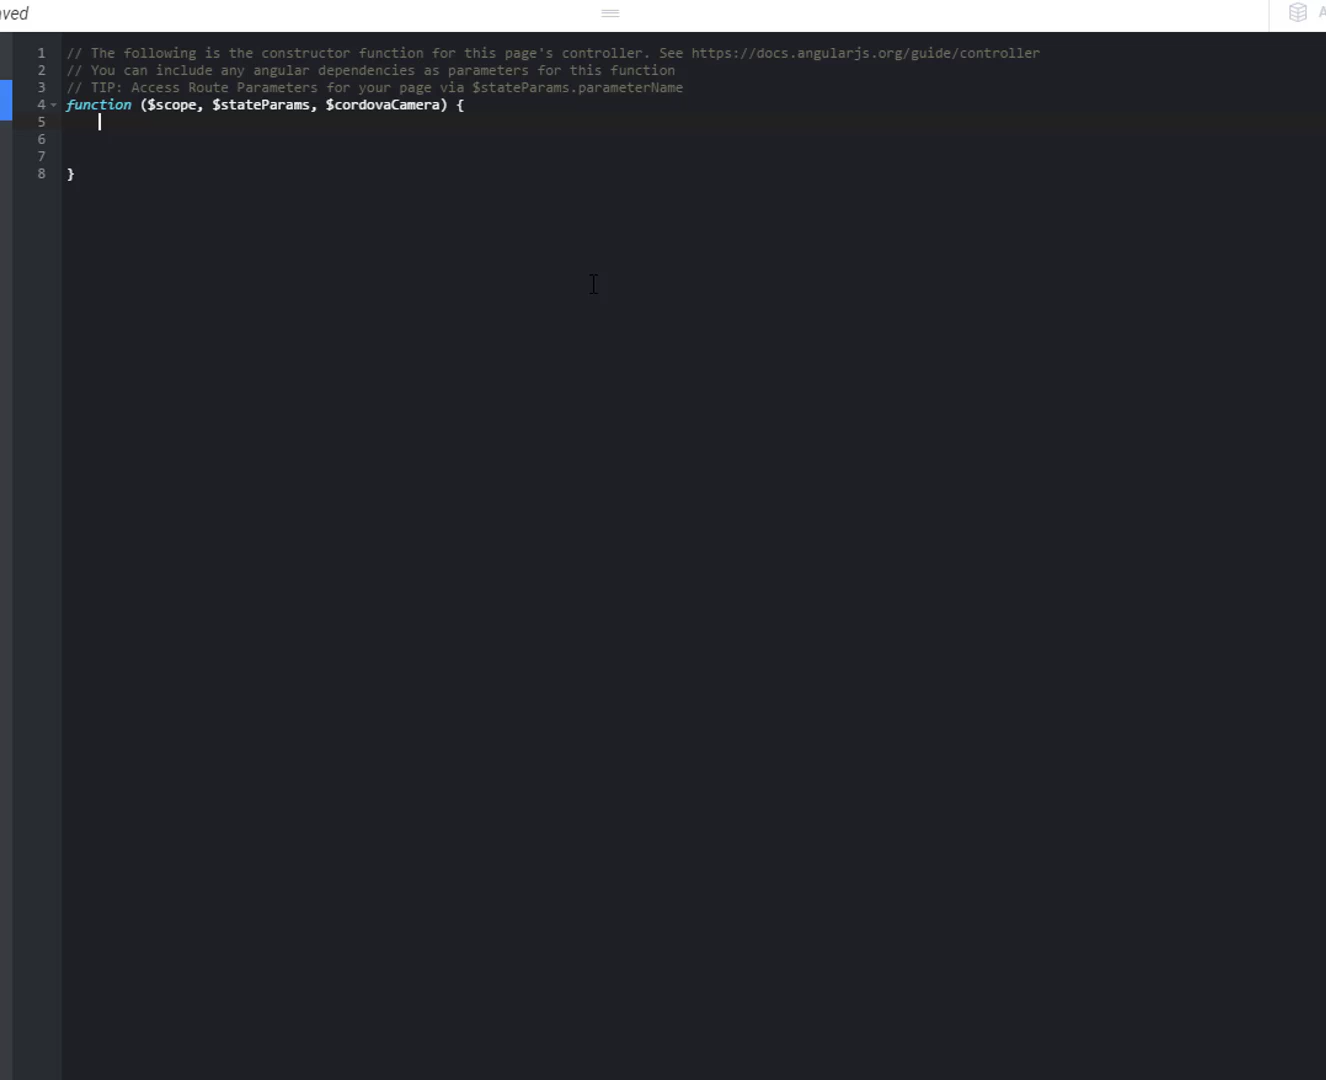 // The following is the constructor function for this page's controller. See https://docs.angularjs.org/guide/controller
1
// You can include any angular dependencies as parameters for this function
2
// TIP: Access Route Parameters for your page via $stateParams.parameterName
3
function ($scope, $stateParams, $cordovaCamera) {
4
5
6
7
8 }